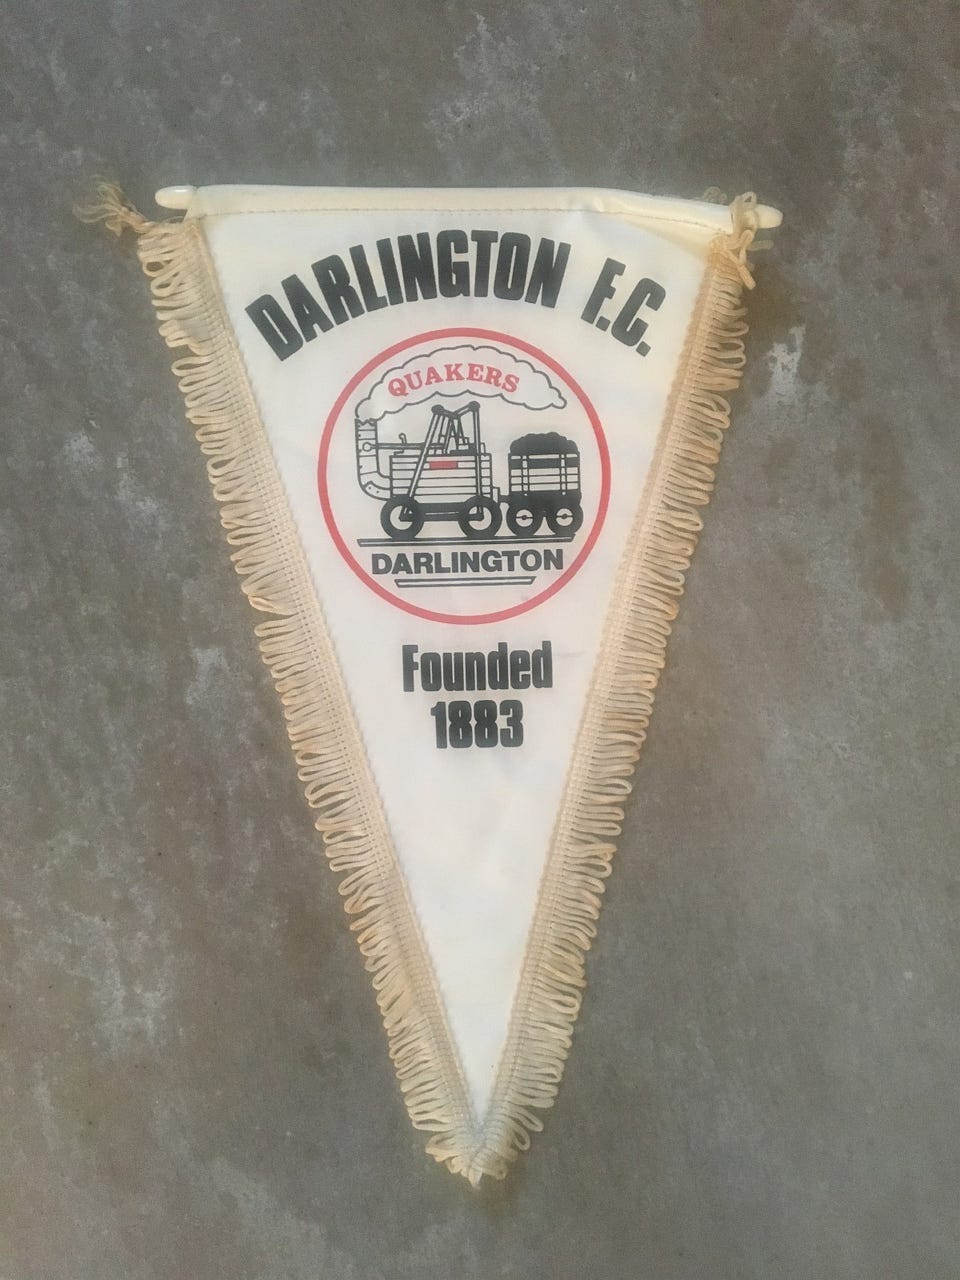 DARLINGTON F.C.
QUAKERS
DARLINGTON
Founded
1883